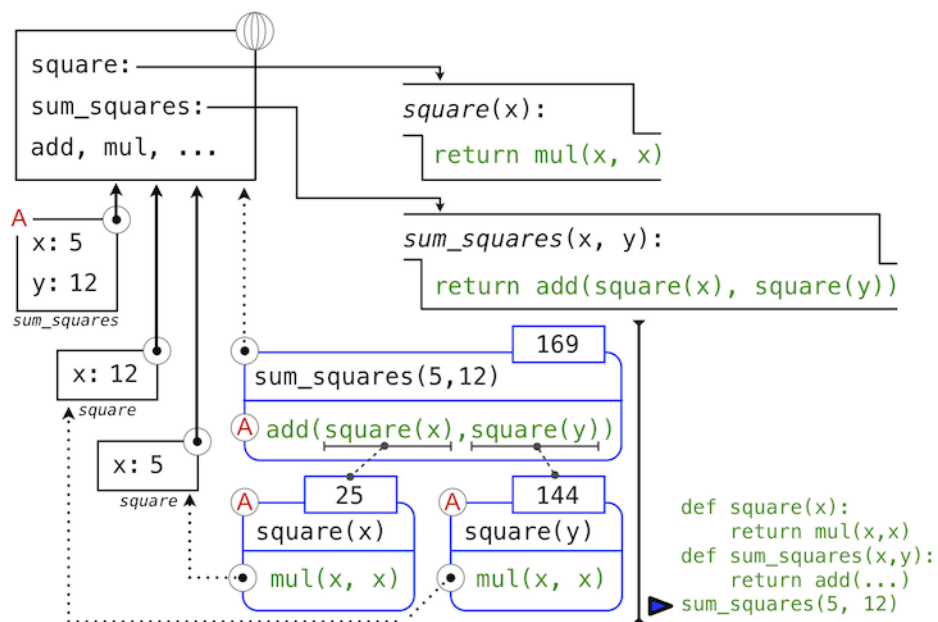 square:
sum_squares:
add, mul, ...
square(x):
return mul(x, x)
A
x: 5
y: 12
sum_squares
sum_squares(x, y):
return add(square(x), square(y))
x: 12
square
x: 5
square
169
sum_squares(5,12)
A
add(square(x),square(y))
A
25
square(x)
mul(x, x)
A
144
square(y)
mul(x, x)
def square(x):
return mul(x,x)
def sum_squares(x,y):
return add(...)
sum_squares(5, 12)